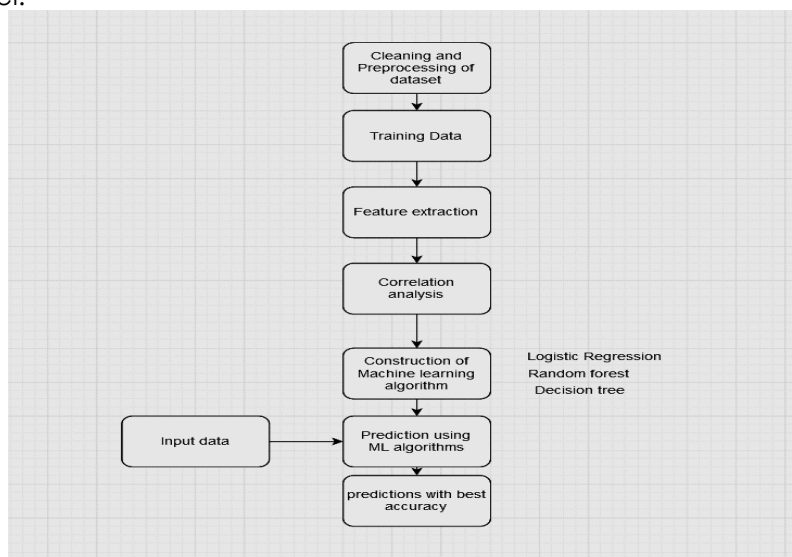 Cleaning and
Preprocessing of
dataset
Training Data
Feature extraction
Correlation
analysis
Construction of
Machine learning
algorithm
Logistic Regression
Random forest
Decision tree
Input data
Prediction using
ML algorithms
predictions with best
accuracy